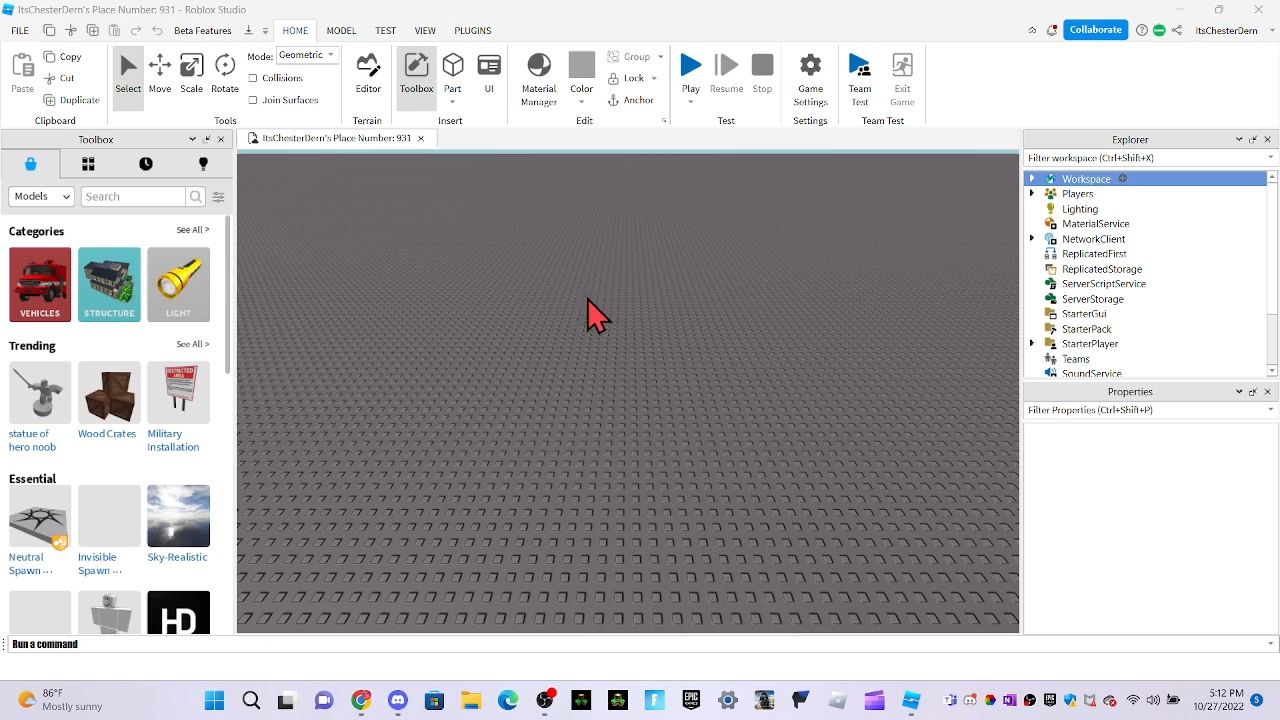 ItsChesterDern's Place Number: 931 - Roblox Studio
FILE Beta Features HOME MODEL TEST VIEW PLUGINS Collaborate ItsChesterDern
Paste Copy Cut Duplicate
Clipboard
Select Move Scale Rotate
Mode: Geometric
Collisions
Join Surfaces
Tools
Editor
Terrain
Toolbox Part UI
Insert
Material Manager Color Group Lock Anchor
Edit
Play Resume Stop
Test
Game Settings
Settings
Team Test Exit Game
Team Test
Toolbox
ItsChesterDern's Place Number: 931
Explorer
Models Search
Filter workspace (Ctrl+Shift+X)
Categories See All >
VEHICLES STRUCTURE LIGHT
Trending See All >
statue of hero noob
Wood Crates
Military Installation
Essential
Neutral Spawn ...
Invisible Spawn ...
Sky-Realistic
HD
Workspace
Players
Lighting
MaterialService
NetworkClient
ReplicatedFirst
ReplicatedStorage
ServerScriptService
ServerStorage
StarterGui
StarterPack
StarterPlayer
Teams
SoundService
Properties
Filter Properties (Ctrl+Shift+P)
Run a command
86°F
Mostly sunny
EPIC GAMES
5:12 PM
10/27/2022
5